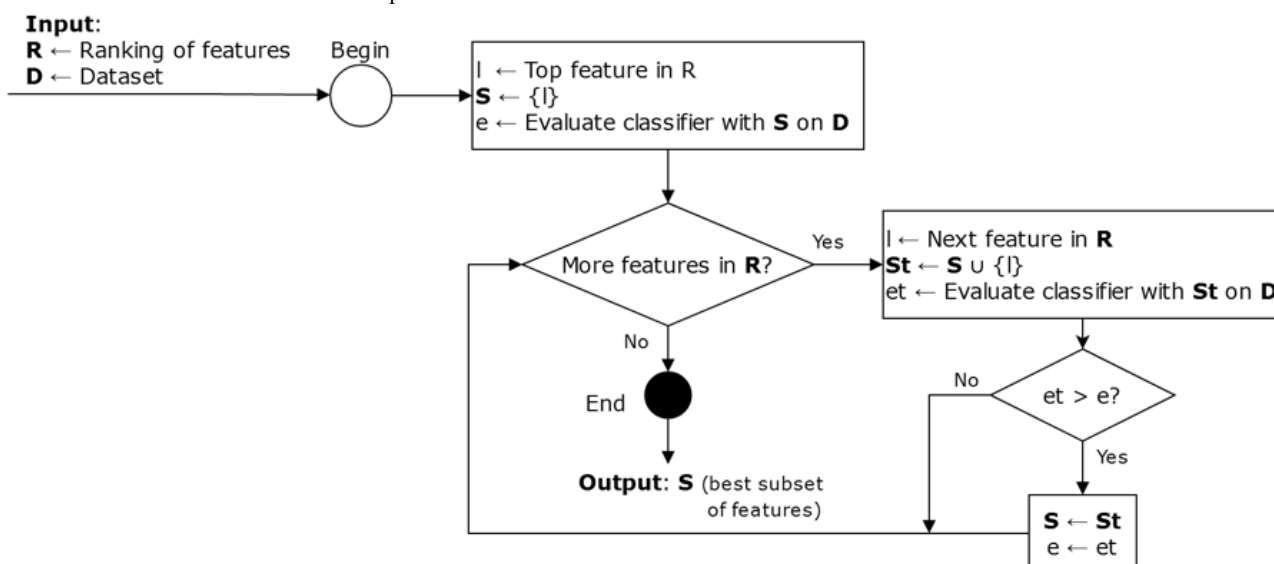 Input:
R ← Ranking of features
D ← Dataset
Begin
l ← Top feature in R
S ← {l}
e ← Evaluate classifier with S on D
More features in R?
Yes
l ← Next feature in R
St ← S ∪ {l}
et ← Evaluate classifier with St on D
No
End
Output: S (best subset
of features)
et > e?
No
Yes
S ← St
e ← et